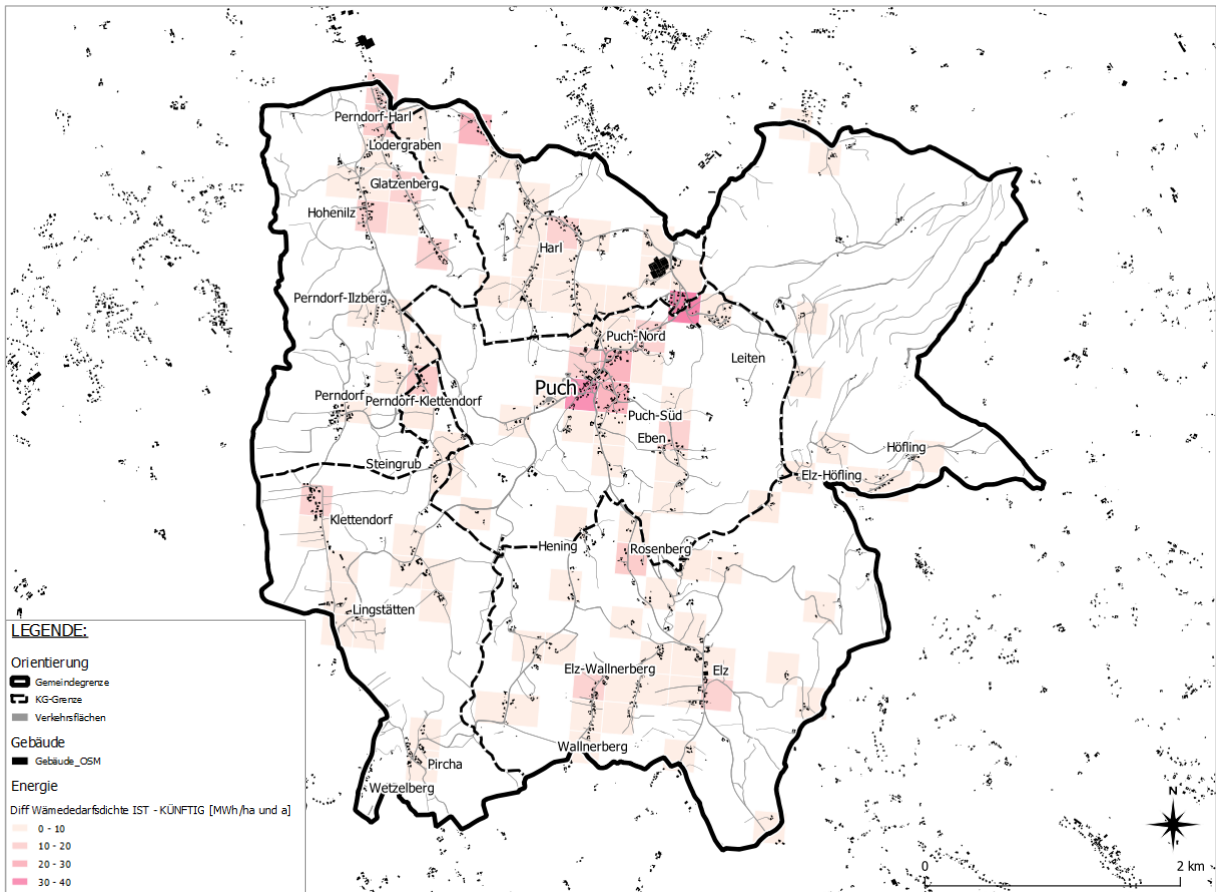 Perndorf-Harl
Lodergraben
Glatzenberg
Hohenilz
Harl
Perndorf-Ilzberg
Puch-Nord
Leiten
Puch
Perndorf
Perndorf-Klettendorf
Puch-Süd
Eben
Höfling
Steingrub
Elz-Höfling
Klettendorf
Hening
Rosenberg
Lingstätten
Elz-Wallnerberg
Elz
Wallnerberg
Pircha
Wetzelberg
LEGENDE:
Orientierung
Gemeindegrenze
KG-Grenze
Verkehrsflächen
Gebäude
Gebäude_OSM
Energie
Diff Wärmededarfsdichte IST - KÜNFTIG [MWh/ha und a]
0 - 10
10 - 20
20 - 30
30 - 40
N
0 2 km